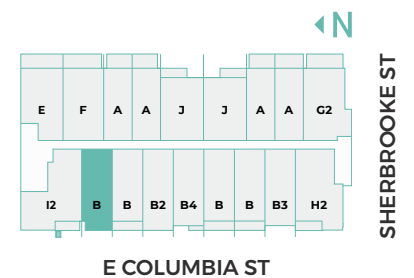 N
E F A A J J A A G2
I2 B B B2 B4 B B B3 H2
SHERBROOKE ST
E COLUMBIA ST